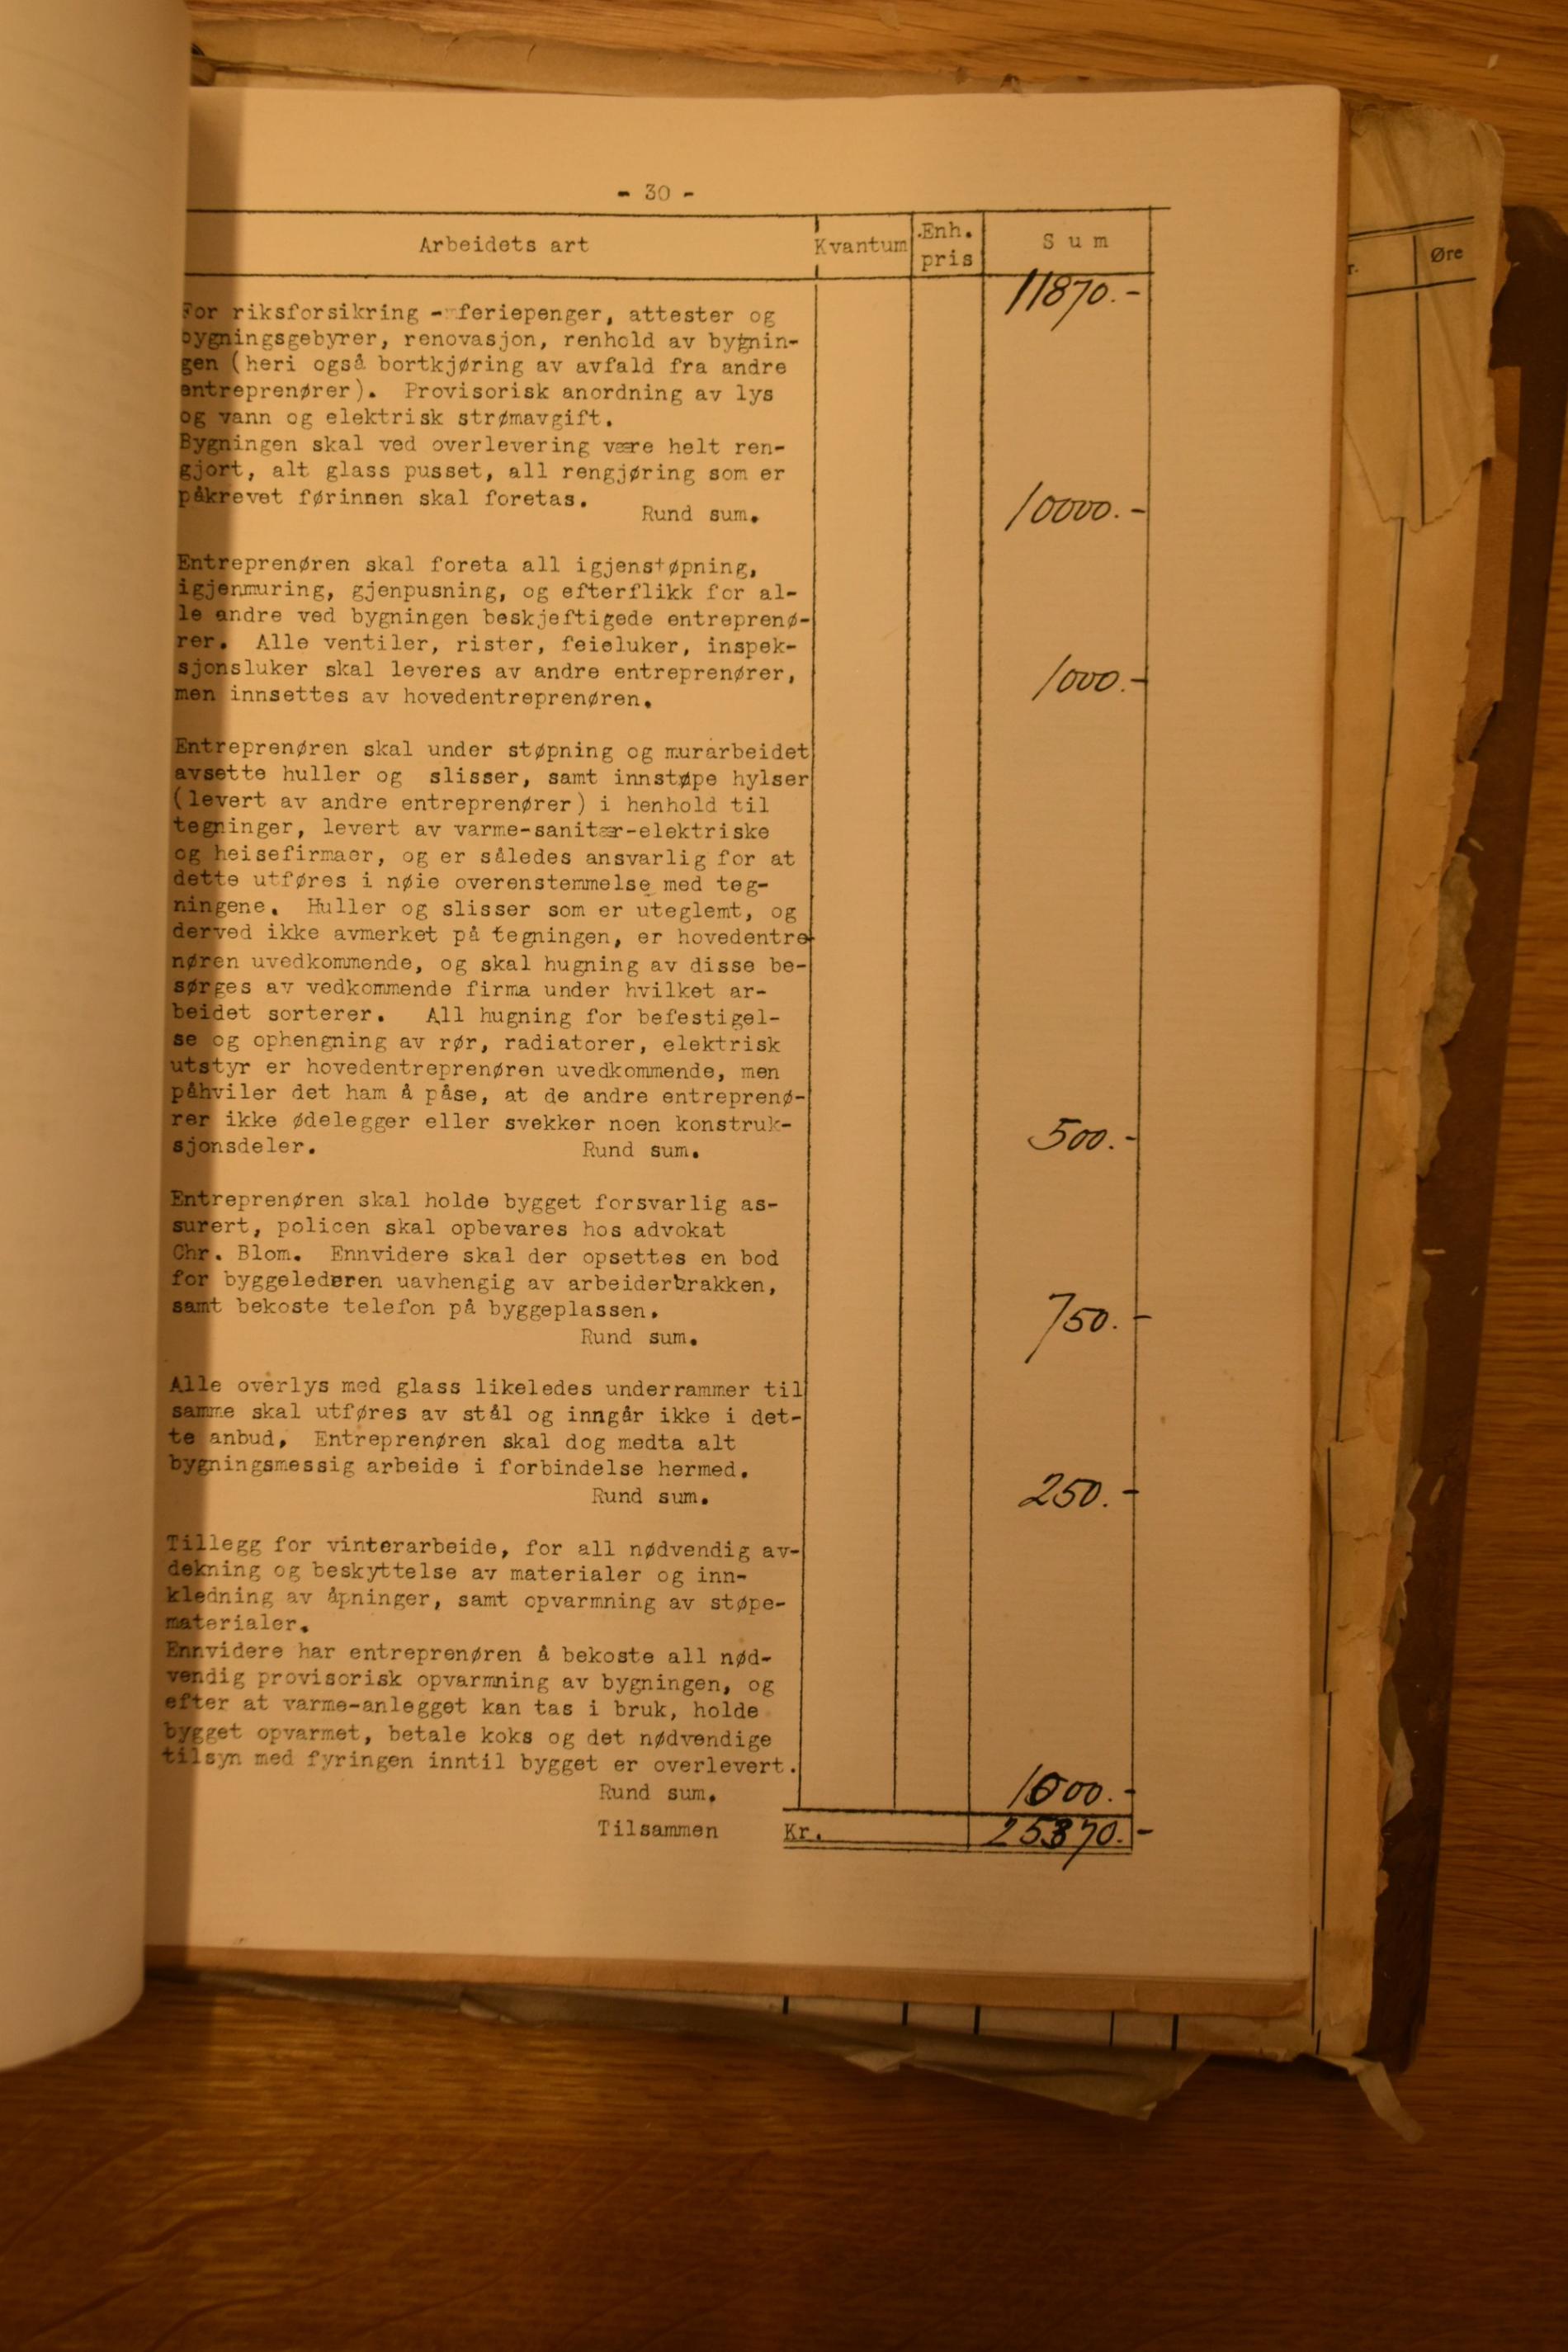 - 30 -
Arbeidets art Kvantum Enh. pris Sum
r. Øre
11870.-
For riksforsikring - feriepenger, attester og
bygningsgebyrer, renovasjon, renhold av bygnin-
gen (heri også bortkjøring av avfald fra andre
entreprenører). Provisorisk anordning av lys
og vann og elektrisk strømavgift.
Bygningen skal ved overlevering være helt ren-
gjort, alt glass pusset, all rengjøring som er
påkrevet førinnen skal foretas.
Rund sum. 10000.-
Entreprenøren skal foreta all igjenstøpning,
igjenmuring, gjenpusning, og efterflikk for al-
le andre ved bygningen beskjeftigede entreprenø-
rer. Alle ventiler, rister, feieluker, inspek-
sjonsluker skal leveres av andre entreprenører,
men innsettes av hovedentreprenøren. 1000.-
Entreprenøren skal under støpning og murarbeidet
avsette huller og slisser, samt innstøpe hylser
(levert av andre entreprenører) i henhold til
tegninger, levert av varme-sanitær-elektriske
og heisefirmaer, og er således ansvarlig for at
dette utføres i nøie overenstemmelse med teg-
ningene. Huller og slisser som er uteglemt, og
derved ikke avmerket på tegningen, er hovedentre
nøren uvedkommende, og skal hugning av disse be-
sørges av vedkommende firma under hvilket ar-
beidet sorterer. All hugning for befestigel-
se og ophengning av rør, radiatorer, elektrisk
utstyr er hovedentreprenøren uvedkommende, men
påhviler det ham å påse, at de andre entreprenø-
rer ikke ødelegger eller svekker noen konstruk-
sjonsdeler. Rund sum. 500.-
Entreprenøren skal holde bygget forsvarlig as-
surert, policen skal opbevares hos advokat
Chr. Blom. Ennvidere skal der opsettes en bod
for byggelederen uavhengig av arbeiderbrakken,
samt bekoste telefon på byggeplassen.
Rund sum. 750.-
Alle overlys med glass likeledes underrammer til
samme skal utføres av stål og inngår ikke i det-
te anbud, Entreprenøren skal dog medta alt
bygningsmessig arbeide i forbindelse hermed.
Rund sum. 250.-
Tillegg for vinterarbeide, for all nødvendig av-
dekning og beskyttelse av materialer og inn-
kledning av åpninger, samt opvarmning av støpe-
materialer.
Ennvidere har entreprenøren å bekoste all nød-
vendig provisorisk opvarmning av bygningen, og
efter at varme-anlegget kan tas i bruk, holde
bygget opvarmet, betale koks og det nødvendige
tilsyn med fyringen inntil bygget er overlevert.
Rund sum. 1000.-
Tilsammen Kr. 25370.-